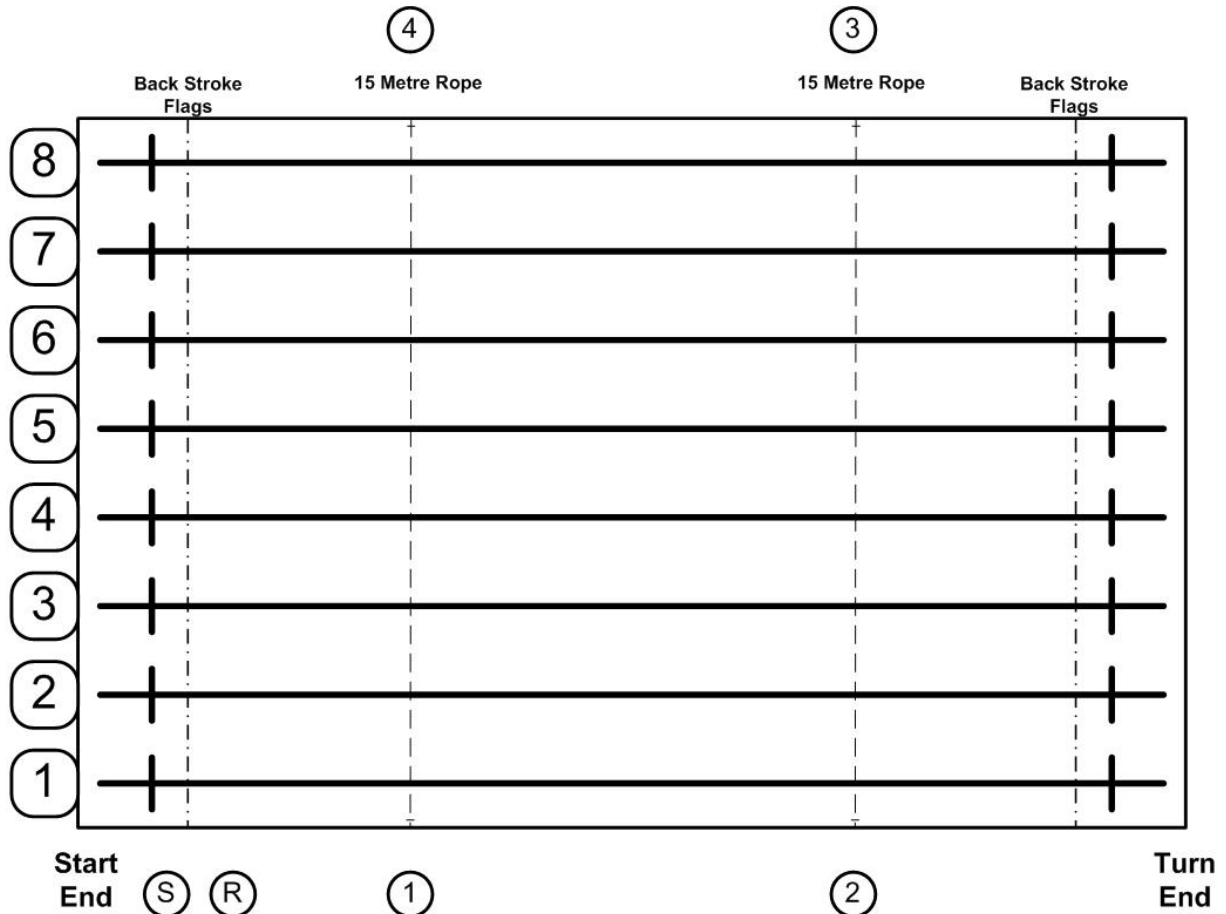 4 3
Back Stroke
Flags
15 Metre Rope
15 Metre Rope
Back Stroke
Flags
8
7
6
5
4
3
2
1
Start
End
S R 1 2
Turn
End